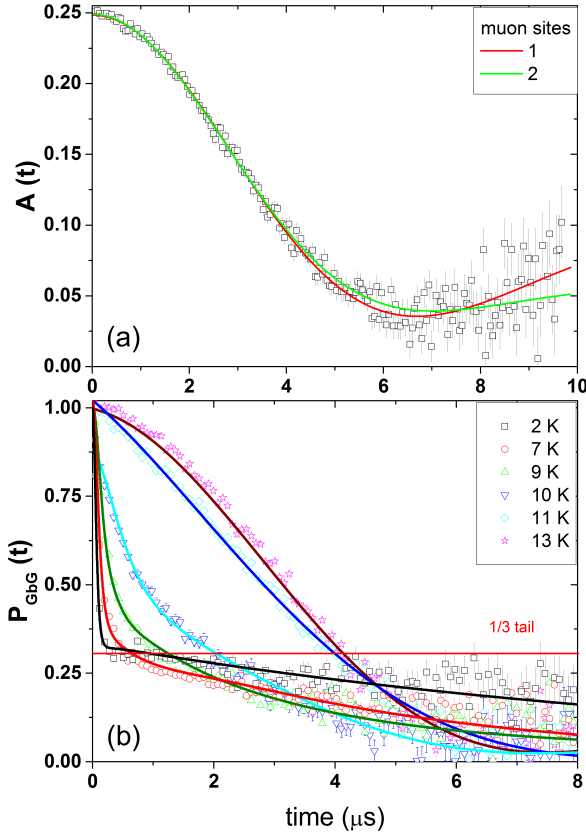 0.25
0.20
0.15
0.10
0.05
0.00
A (t)
muon sites
1
2
(a)
0 2 4 6 8 10
1.00
0.75
0.50
0.25
0.00
P_GbG (t)
2 K
7 K
9 K
10 K
11 K
13 K
1/3 tail
(b)
0 2 4 6 8
time (μs)